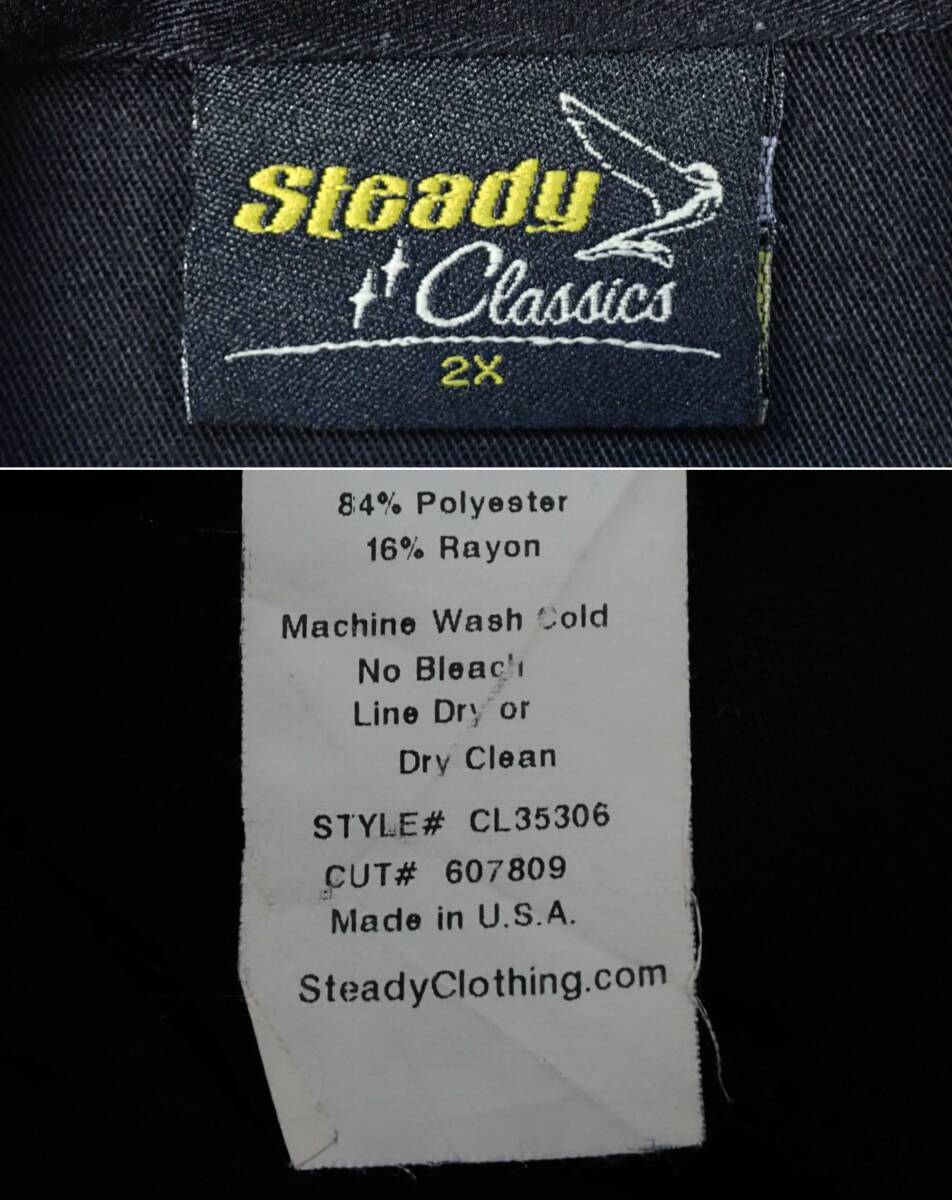 Steady
Classics
2X
84% Polyester
16% Rayon
Machine Wash Cold
No Bleach
Line Dry or
Dry Clean
STYLE# CL35306
CUT# 607809
Made in U.S.A.
SteadyClothing.com